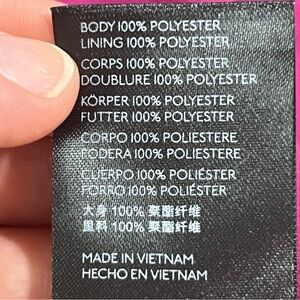 BODY 100% POLYESTER
LINING 100% POLYESTER
CORPS 100% POLYESTER
DOUBLURE 100% POLYESTER
KÖRPER 100% POLYESTER
FUTTER 100% POLYESTER
CORPO 100% POLIESTERE
FODERA 100% POLIESTERE
CUERPO 100% POLIÉSTER
FORRO 100% POLIÉSTER
大身 100% 聚酯纤维
里料 100% 聚酯纤维
MADE IN VIETNAM
HECHO EN VIETNAM